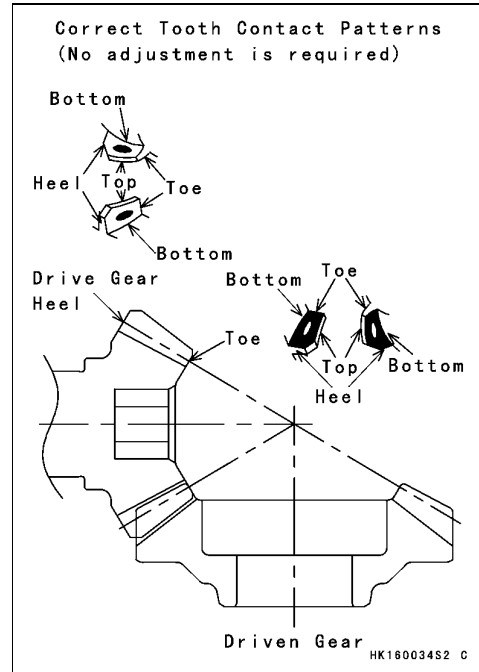 Correct Tooth Contact Patterns
(No adjustment is required)
Bottom
Heel
Top
Toe
Bottom
Drive Gear
Heel
Toe
Bottom
Toe
Top
Bottom
Heel
Driven Gear
HK160034S2 C